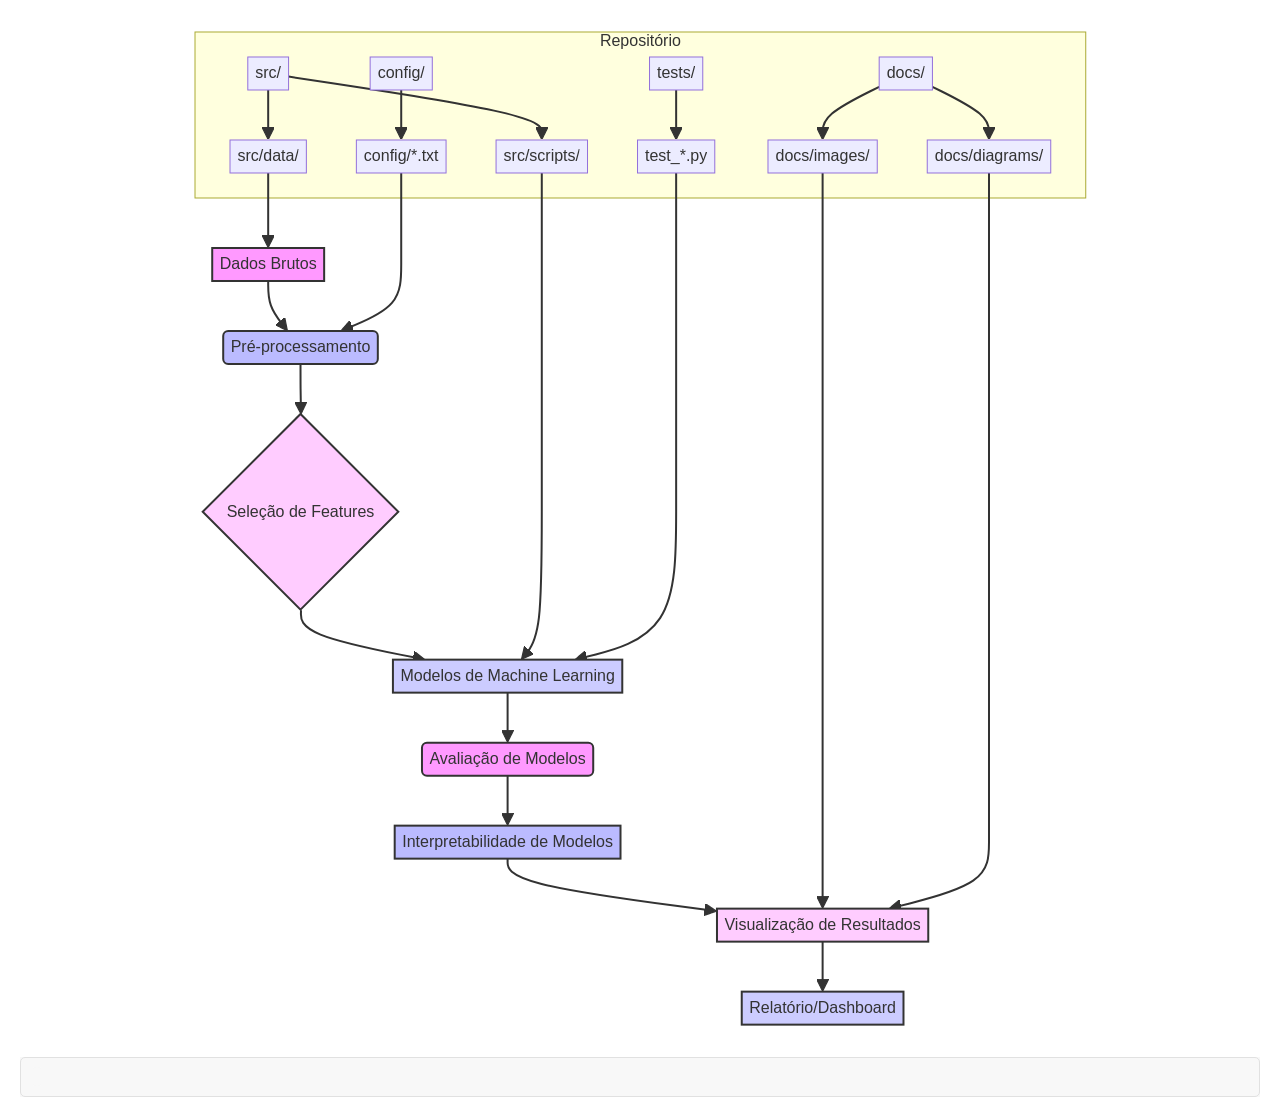 Repositório
src/
config/
tests/
docs/
src/data/
config/*.txt
src/scripts/
test_*.py
docs/images/
docs/diagrams/
Dados Brutos
Pré-processamento
Seleção de Features
Modelos de Machine Learning
Avaliação de Modelos
Interpretabilidade de Modelos
Visualização de Resultados
Relatório/Dashboard